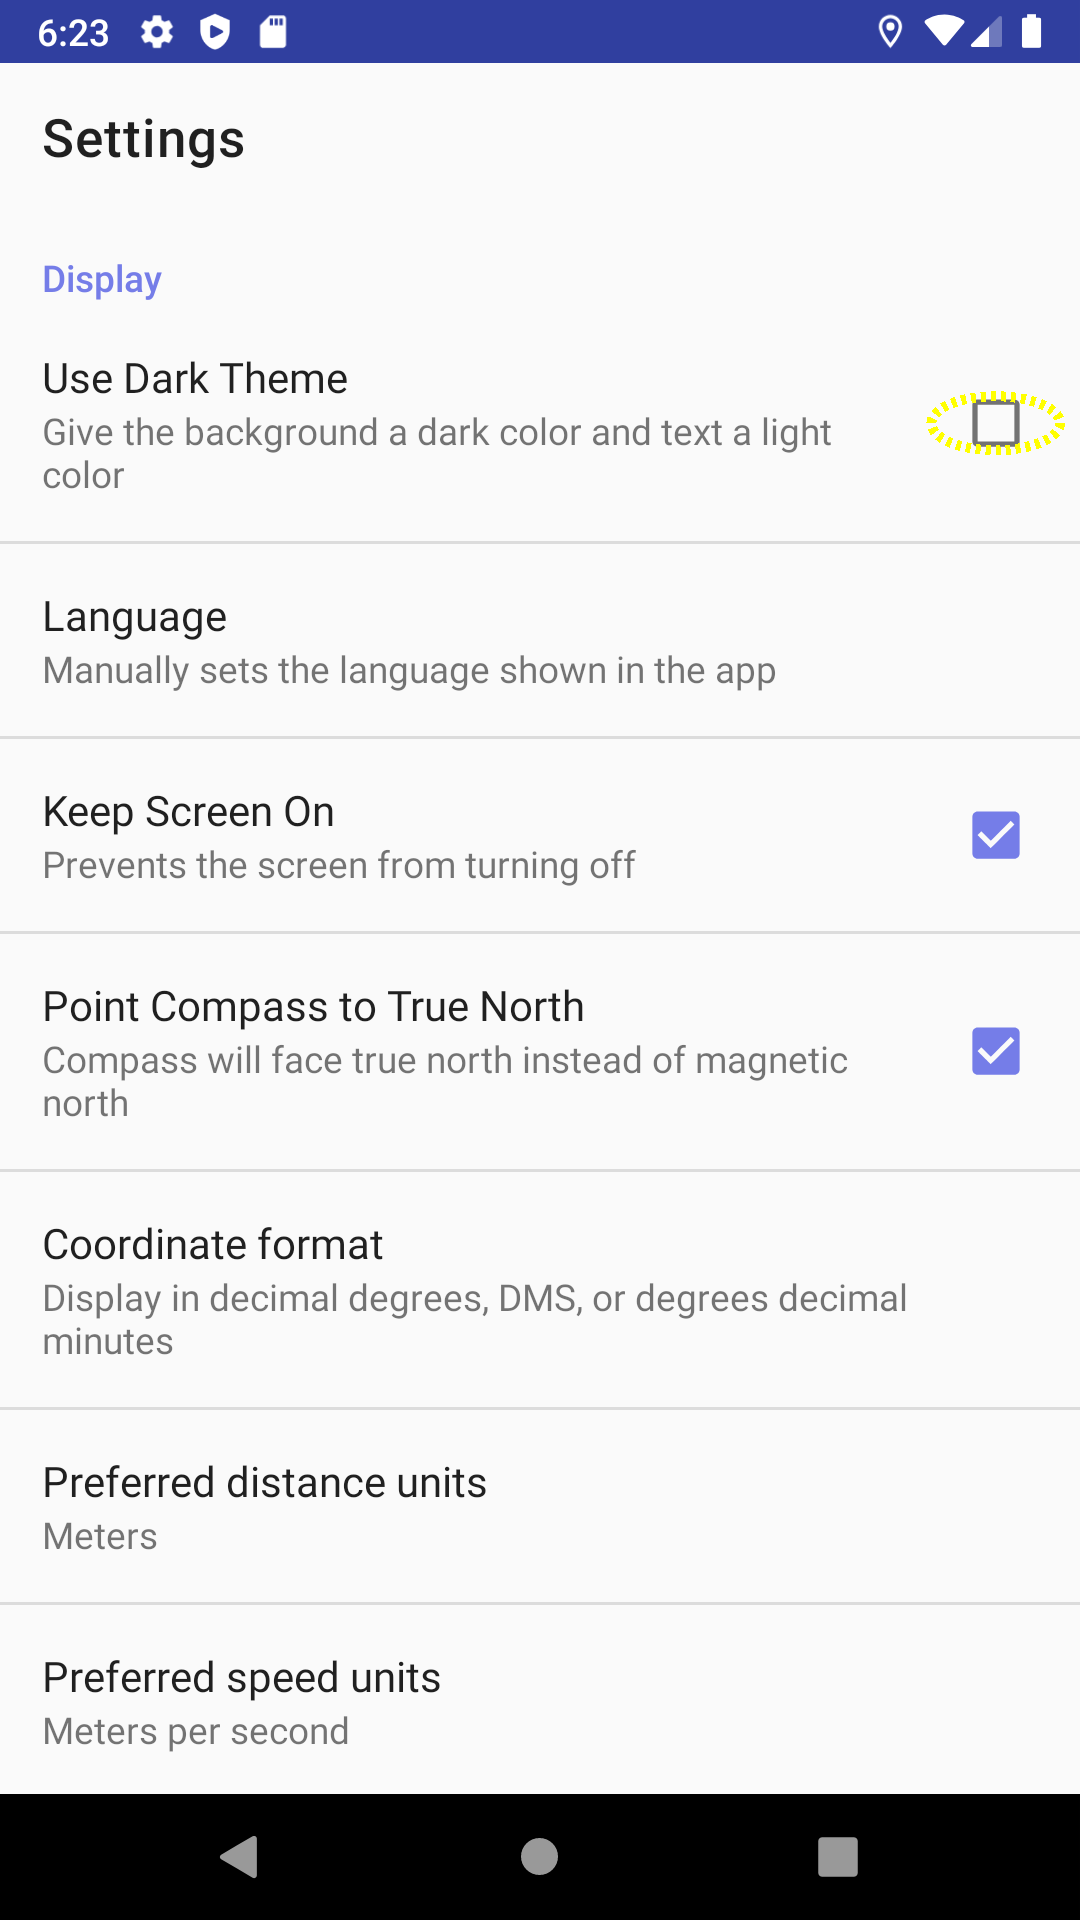 6:23
Settings
Display
Use Dark Theme
Give the background a dark color and text a light
color
Language
Manually sets the language shown in the app
Keep Screen On
Prevents the screen from turning off
Point Compass to True North
Compass will face true north instead of magnetic
north
Coordinate format
Display in decimal degrees, DMS, or degrees decimal
minutes
Preferred distance units
Meters
Preferred speed units
Meters per second